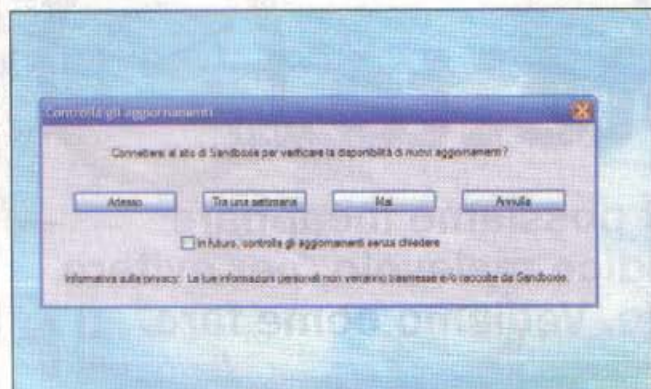 Controlla gli aggiornamenti
Connettersi al sito di Sandboxie per verificare la disponibilità di nuovi aggiornamenti?
Adesso
Tra una settimana
Mai
Annulla
In futuro, controlla gli aggiornamenti senza chiedere
Informativa sulla privacy: Le tue informazioni personali non verranno trasmesse e/o raccolte da Sandboxie.